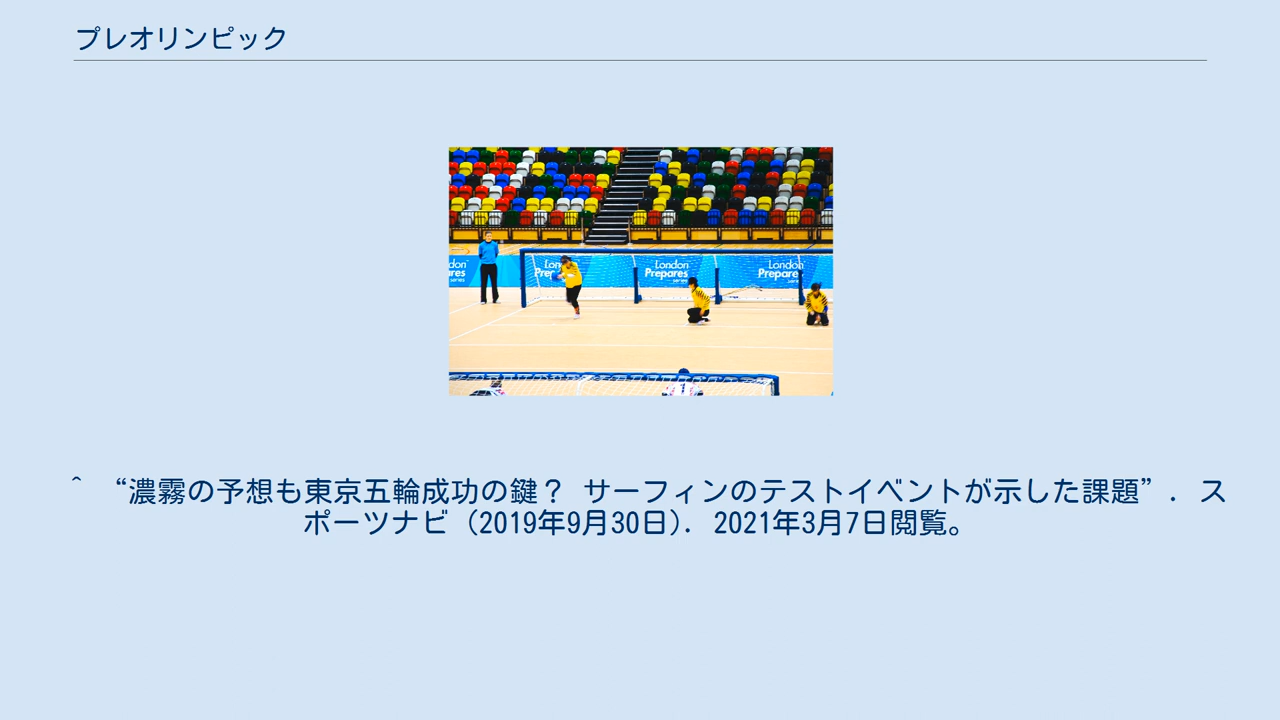 プレオリンピック
London
Prepares
series
London
Prepares
series
^ “濃霧の予想も東京五輪成功の鍵？ サーフィンのテストイベントが示した課題”. ス
ポーツナビ (2019年9月30日). 2021年3月7日閲覧。